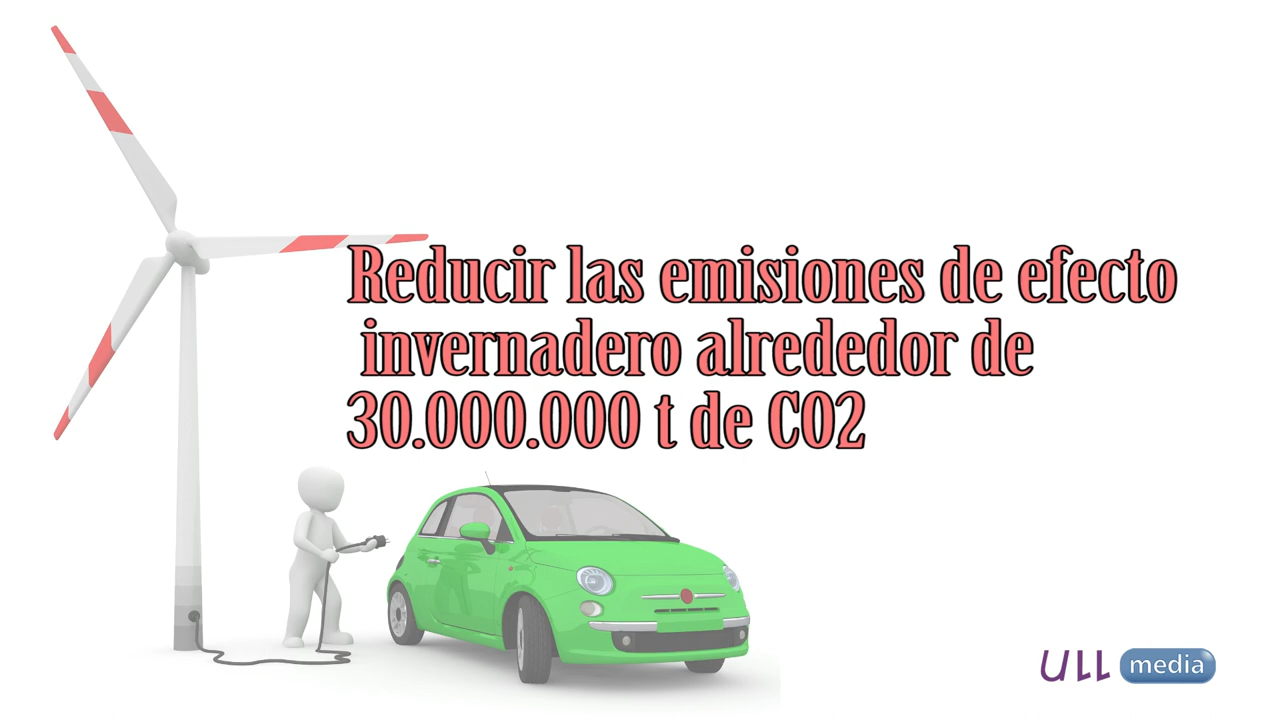 Reducir las emisiones de efecto
invernadero alrededor de
30.000.000 t de CO2
ULL media